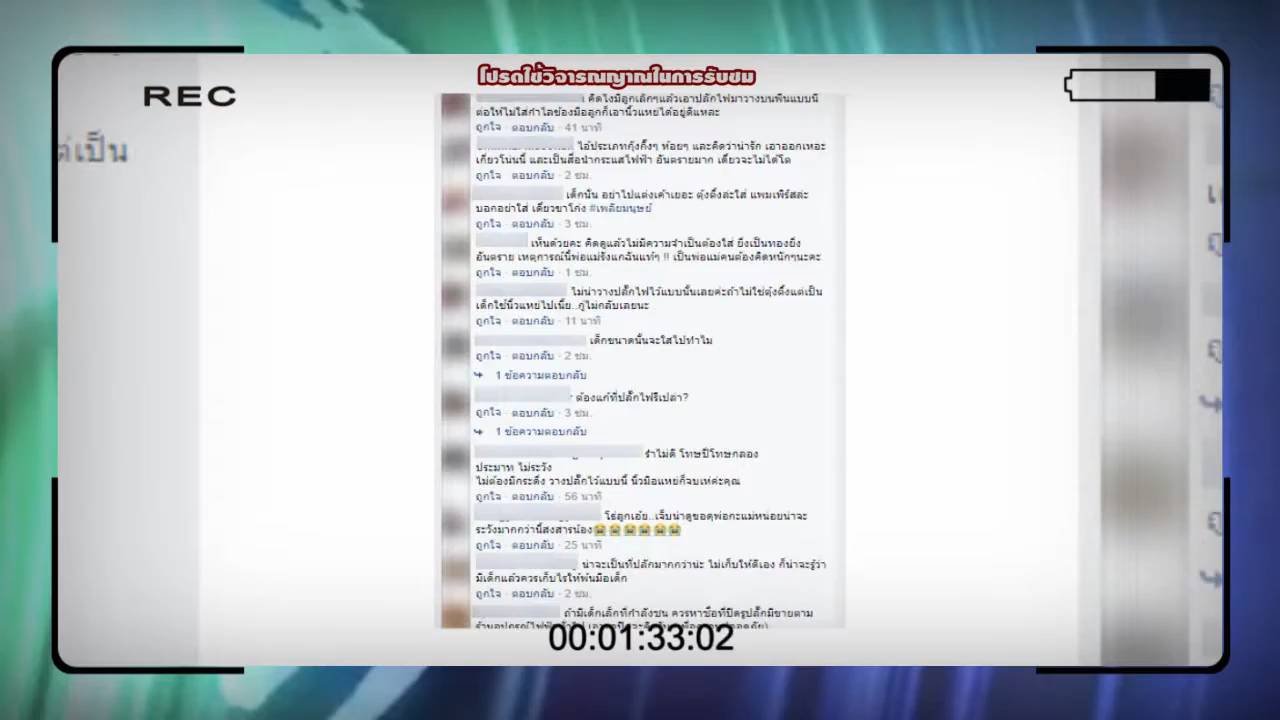 โปรดใช้วิจารณญาณในการรับชม
REC
ต่เป็น
คิดไงมีลูกเล็กๆแล้วเอาปลั๊กไฟมาวางบนพื้นแบบนี้
ต่อให้ไม่ใส่กำไลข้อมือลูกก็เอานิ้วแหย่ได้อยู่ดีแหละ
ถูกใจ · ตอบกลับ · 41 นาที
ไอ้ประเภทกุ้งกิ้งๆ ห้อยๆ และคิดว่าน่ารัก เอาออกเหอะ
เกี่ยวโน่นนี่ และเป็นสื่อนำกระแสไฟฟ้า อันตรายมาก เดี๋ยวจะไม่ได้โต
ถูกใจ · ตอบกลับ · 2 ชม.
เด็กนั้น อย่าไปแต่งเค้าเยอะ ตุ้งติ้งล่ะใส่ แพมเพิร์สล่ะ
บอกอย่าใส่ เดี๋ยวขาโก่ง #เพลียมนุษย์
ถูกใจ · ตอบกลับ · 3 ชม.
เห็นด้วยคะ คิดดูแล้วไม่มีความจำเป็นต้องใส่ ยิ่งเป็นทองยิ่ง
อันตราย เหตุการณ์นี้พ่อแม่รังแกฉันแท้ๆ !! เป็นพ่อแม่คนต้องคิดหนักๆนะคะ
ถูกใจ · ตอบกลับ · 1 ชม.
ไม่น่าวางปลั๊กไฟไว้แบบนั้นเลยค่ะถ้าไม่ใช่ตุ้งติ้งแต่เป็น
เด็กใช้นิ้วแหย่ไปเนี้ย..กู่ไม่กลับเลยนะ
ถูกใจ · ตอบกลับ · 11 นาที
เด็กขนาดนั้นจะใส่ไปทำไม
ถูกใจ · ตอบกลับ · 2 ชม.
1 ข้อความตอบกลับ
ต้องแก้ที่ปลั๊กไฟรึเปล่า?
ถูกใจ · ตอบกลับ · 3 ชม.
1 ข้อความตอบกลับ
รำไม่ดี โทษปี่โทษกลอง
ประมาท ไม่ระวัง
ไม่ต้องมีกระดิ่ง วางปลั๊กไว้แบบนี้ นิ้วมือแหย่ก็จบเห่ค่ะคุณ
ถูกใจ · ตอบกลับ · 56 นาที
โธ่ลูกเอ้ย..เจ็บน่าดูขอดุพ่อกะแม่หน่อยน่าจะ
ระวังมากกว่านี้สงสารน้อง😭😭😭😭😭😭
ถูกใจ · ตอบกลับ · 25 นาที
น่าจะเป็นที่ปลั๊กมากกว่าน่ะ ไม่เก็บให้ดีเอง ก็น่าจะรู้ว่า
มีเด็กแล้วควรเก็บไรให้พ้นมือเด็ก
ถูกใจ · ตอบกลับ · 2 ชม.
ถ้ามีเด็กเล็กที่กำลังซน ควรหาซื้อที่ปิดรูปลั๊กมีขายตาม
00:01:33:02